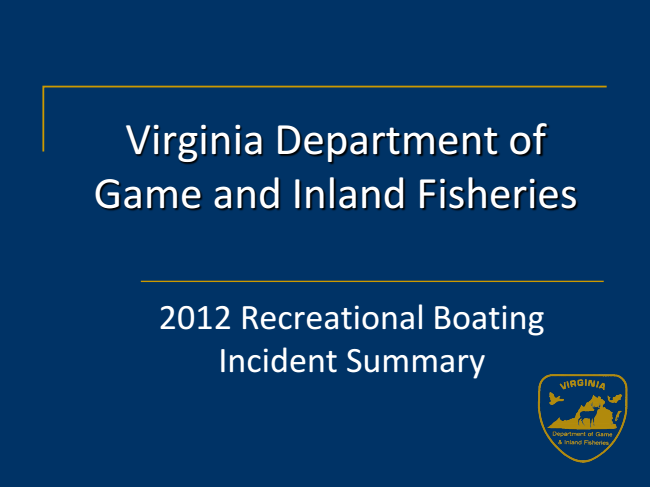 Virginia Department of
Game and Inland Fisheries
2012 Recreational Boating
Incident Summary
VIRGINIA
Department of Game
& Inland Fisheries